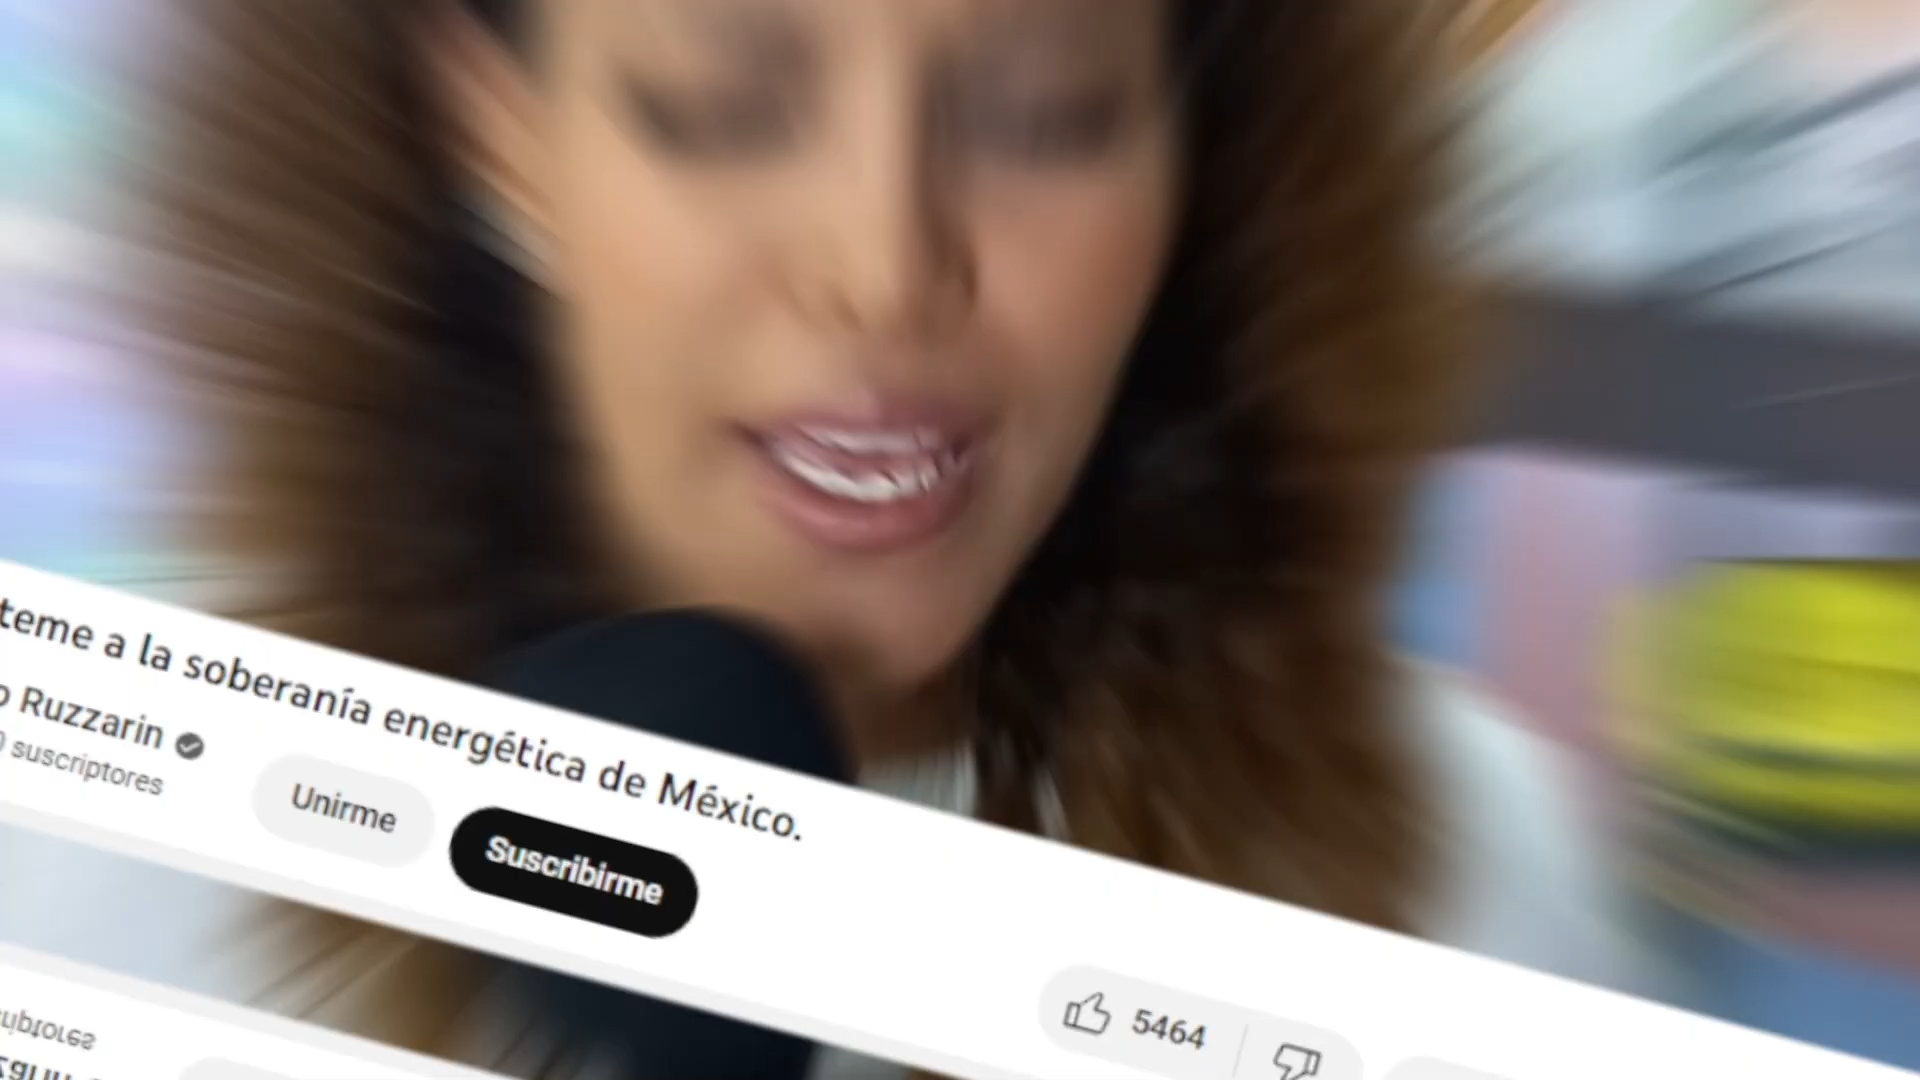 teme a la soberanía energética de México.
o Ruzzarin
suscriptores
Unirme
Suscribirme
5464